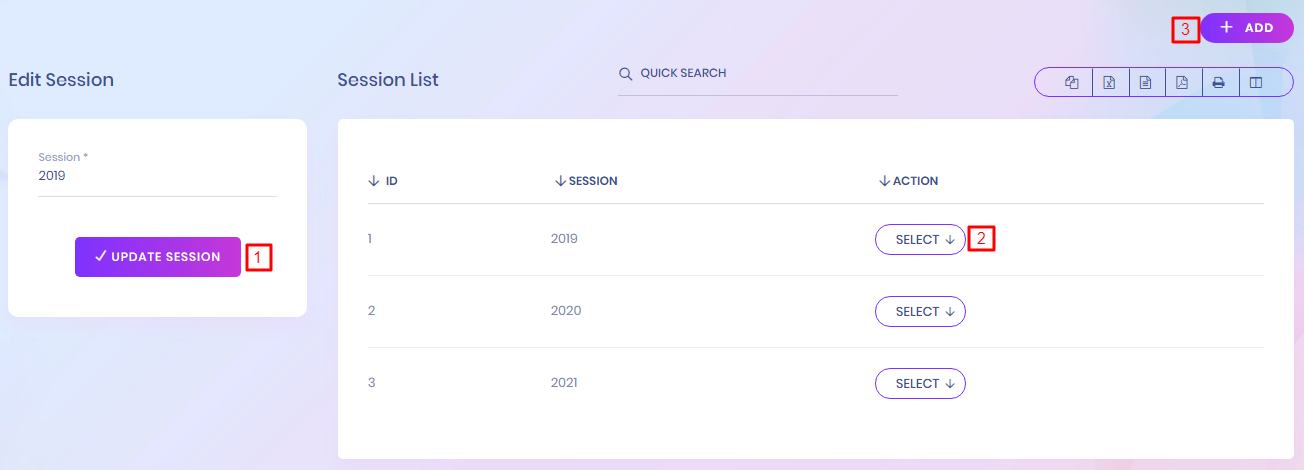 3 + ADD
Edit Session
Session List
QUICK SEARCH
Session *
2019
✓ UPDATE SESSION 1
ID SESSION ACTION
1 2019 SELECT 2
2 2020 SELECT
3 2021 SELECT